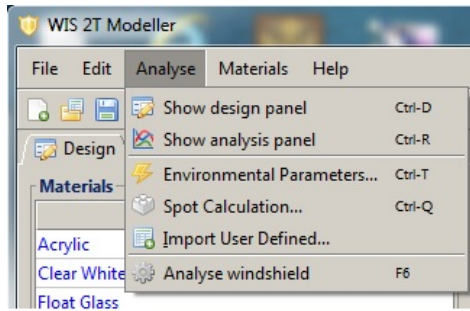 WIS 2T Modeller
File Edit Analyse Materials Help
Show design panel Ctrl-D
Show analysis panel Ctrl-R
Environmental Parameters... Ctrl-T
Spot Calculation... Ctrl-Q
Import User Defined...
Analyse windshield F6
Design
Materials
Acrylic
Clear White
Float Glass